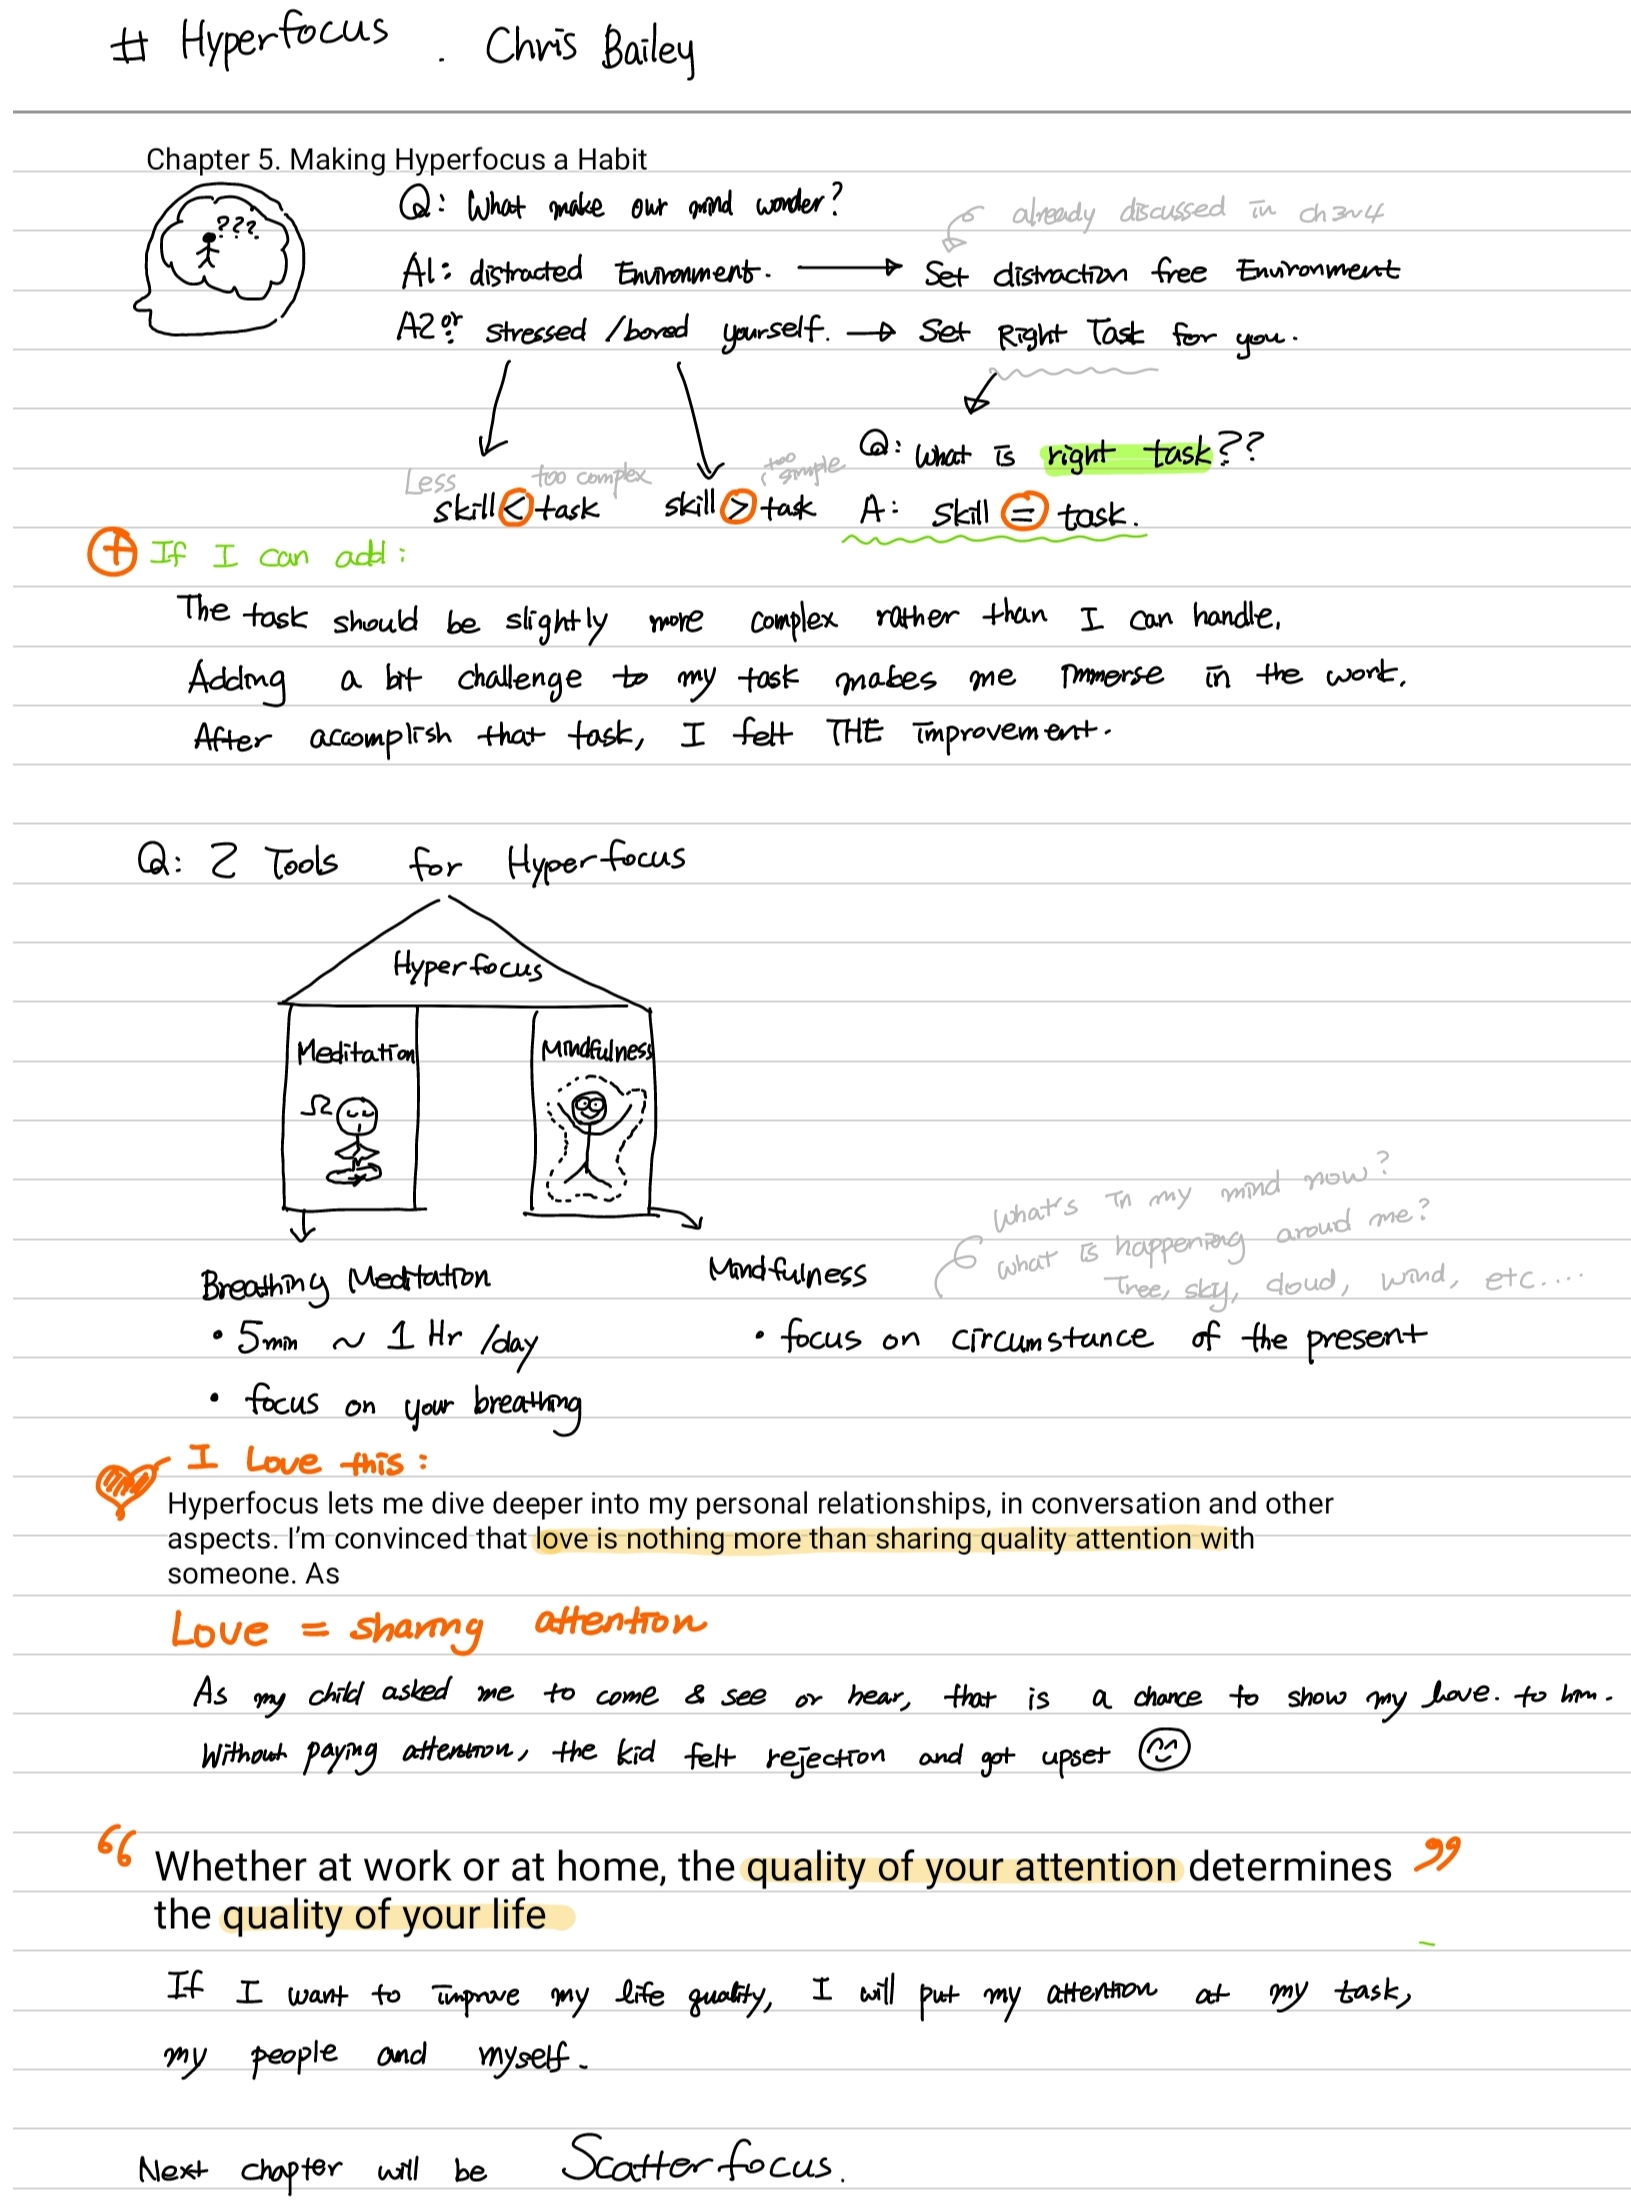 # Hyperfocus . Chris Bailey
Chapter 5. Making Hyperfocus a Habit
???
Q: What make our mind wonder?
already discussed in ch3~4
A1: distracted Environment. → Set distraction free Environment
A2: or stressed /bored yourself. → Set Right Task for you.
Q: What is right task??
Less too complex too simple
skill < task skill > task A: skill = task.
+ If I can add:
The task should be slightly more complex rather than I can handle.
Adding a bit challenge to my task makes me immerse in the work.
After accomplish that task, I felt THE improvement.
Q: 2 Tools for Hyperfocus
Hyperfocus
Meditation Mindfulness
What's in my mind now?
what is happening aroud me?
Tree, sky, cloud, wind, etc....
Breathing Meditation Mindfulness
• 5min ~ 1 Hr /day • focus on circumstance of the present
• focus on your breathing
I Love this:
Hyperfocus lets me dive deeper into my personal relationships, in conversation and other
aspects. I'm convinced that love is nothing more than sharing quality attention with
someone. As
Love = sharing attention
As my child asked me to come & see or hear, that is a chance to show my love. to him.
Without paying attention, the kid felt rejection and got upset
“ Whether at work or at home, the quality of your attention determines ”
the quality of your life
If I want to improve my life quality, I will put my attention at my task,
my people and myself.
Next chapter will be Scatterfocus.